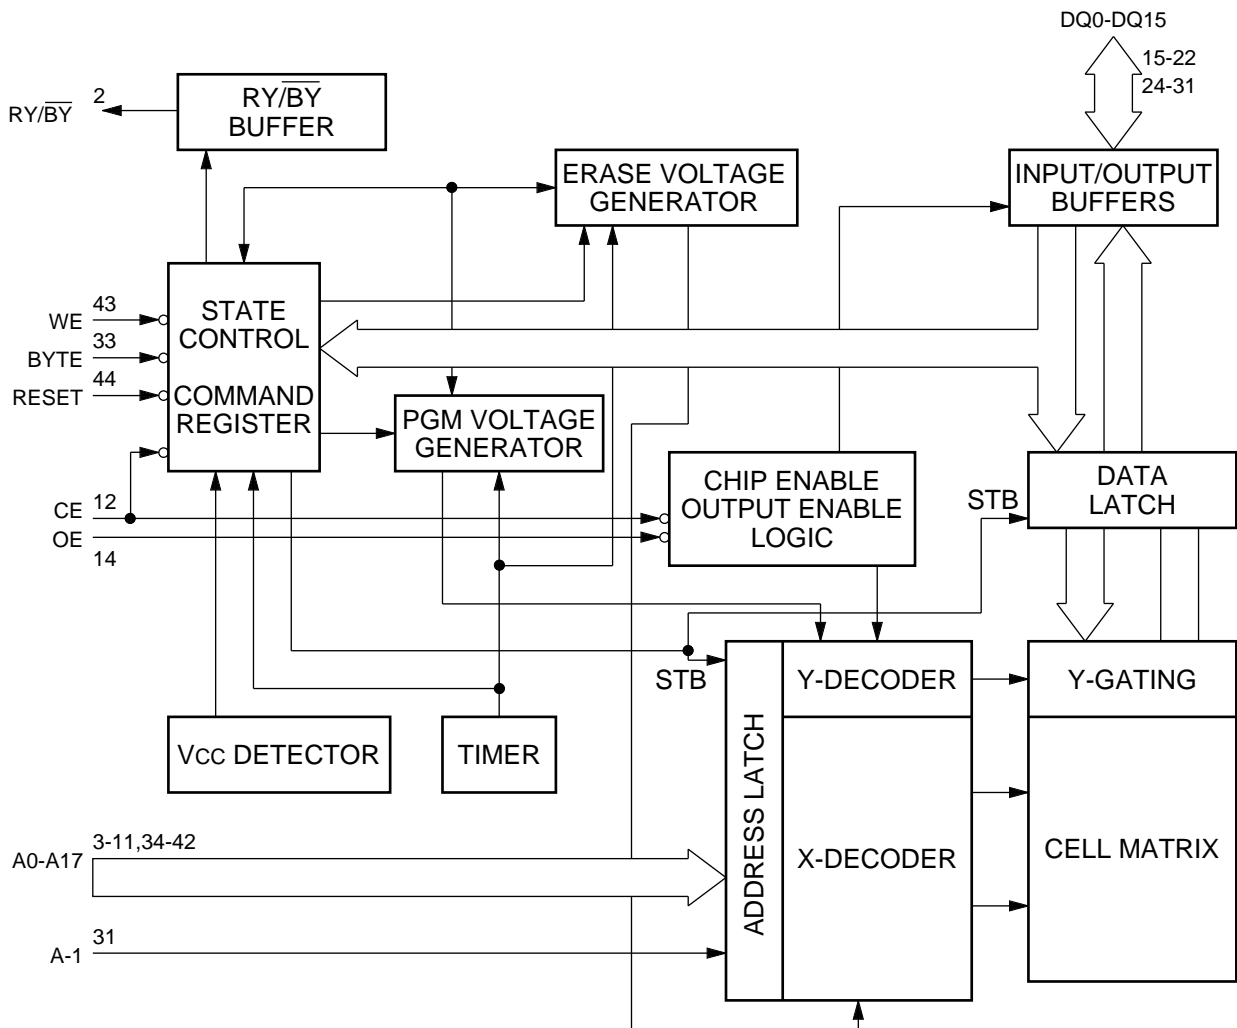 DQ0-DQ15
15-22
24-31
RY/BY
2
RY/BY
BUFFER
ERASE VOLTAGE
GENERATOR
INPUT/OUTPUT
BUFFERS
WE
43
BYTE
33
RESET
44
STATE
CONTROL
COMMAND
REGISTER
PGM VOLTAGE
GENERATOR
CE
12
OE
14
CHIP ENABLE
OUTPUT ENABLE
LOGIC
STB
DATA
LATCH
STB
ADDRESS LATCH
Y-DECODER
Y-GATING
VCC DETECTOR
TIMER
X-DECODER
CELL MATRIX
A0-A17
3-11,34-42
A-1
31